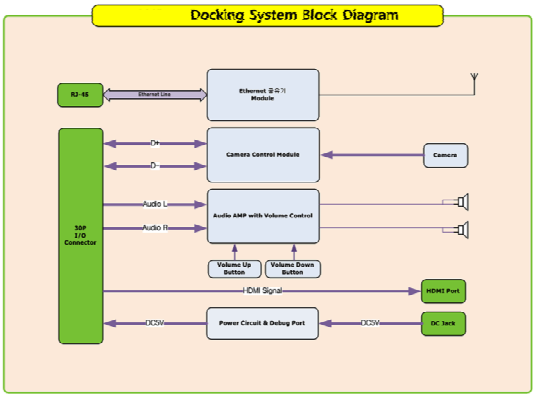 Docking System Block Diagram
RJ-45
Ethernet Line
Ethernet 공유기
Module
D+
D-
Camera Control Module
Camera
30P
I/O
Connector
Audio L
Audio R
Audio AMP with Volume Control
Volume Up
Button
Volume Down
Button
HDMI Signal
HDMI Port
DC5V
Power Circuit & Debug Port
DC5V
DC Jack